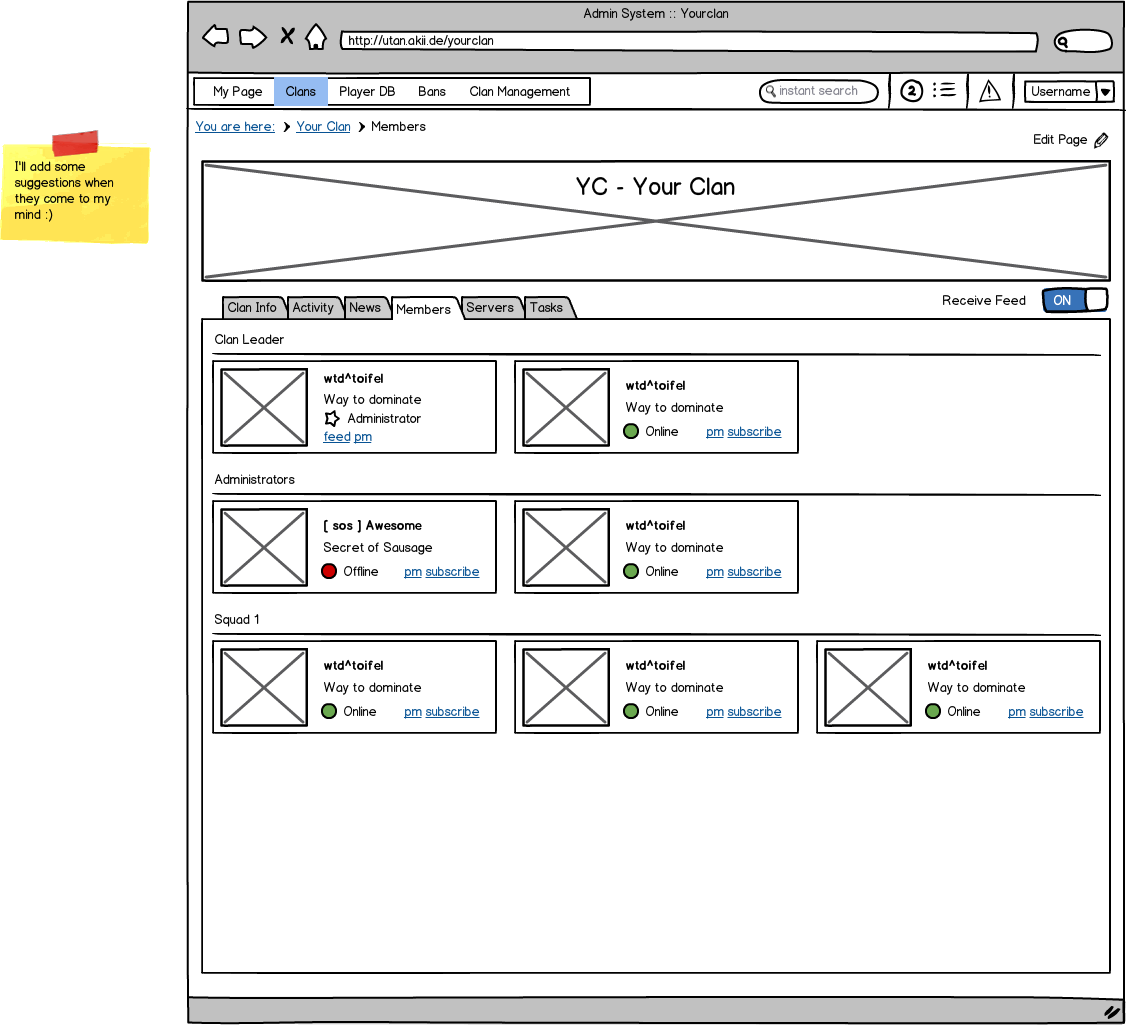 Admin System :: Yourclan
http://utan.akii.de/yourclan
My Page Clans Player DB Bans Clan Management
instant search
2
Username
You are here: Your Clan Members
Edit Page
I'll add some
suggestions when
they come to my
mind :)
YC - Your Clan
Clan Info Activity News Members Servers Tasks
Receive Feed ON
Clan Leader
wtd^toifel
Way to dominate
Administrator
feed pm
wtd^toifel
Way to dominate
Online pm subscribe
Administrators
[ sos ] Awesome
Secret of Sausage
Offline pm subscribe
wtd^toifel
Way to dominate
Online pm subscribe
Squad 1
wtd^toifel
Way to dominate
Online pm subscribe
wtd^toifel
Way to dominate
Online pm subscribe
wtd^toifel
Way to dominate
Online pm subscribe